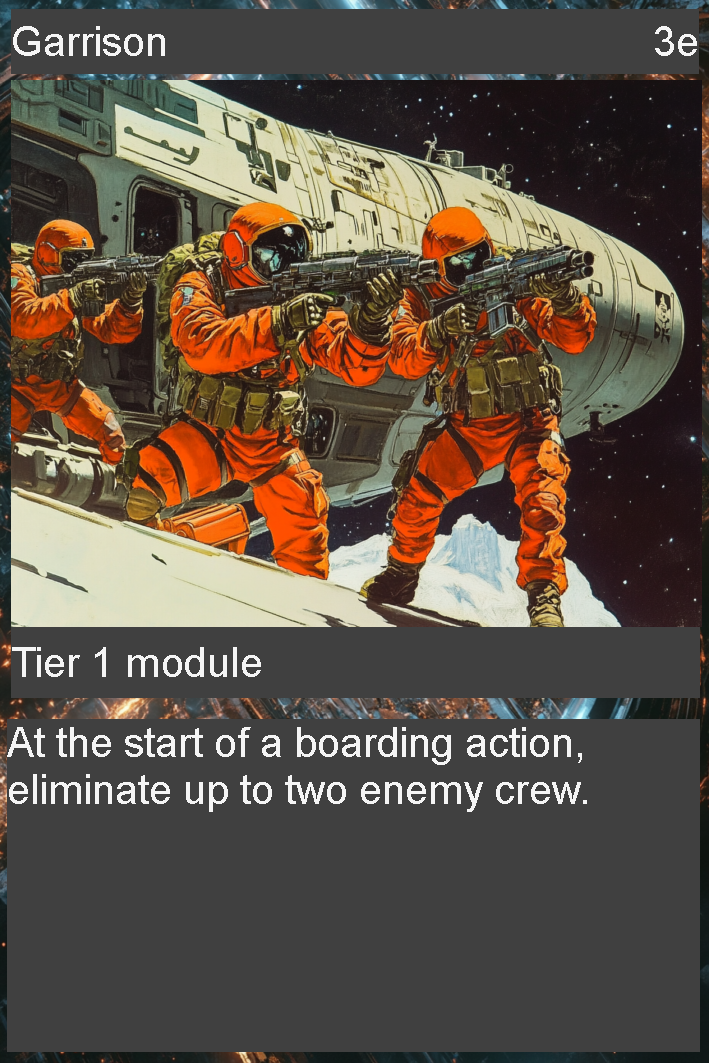 Garrison 3e
Tier 1 module
At the start of a boarding action,
eliminate up to two enemy crew.